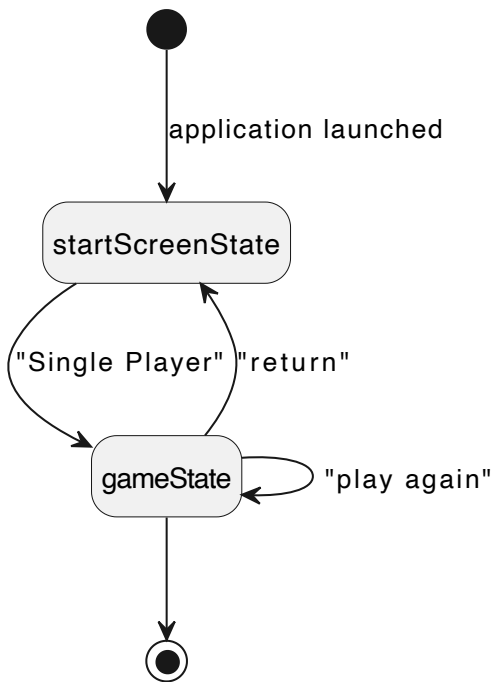 application launched
startScreenState
"Single Player"
"return"
gameState
"play again"